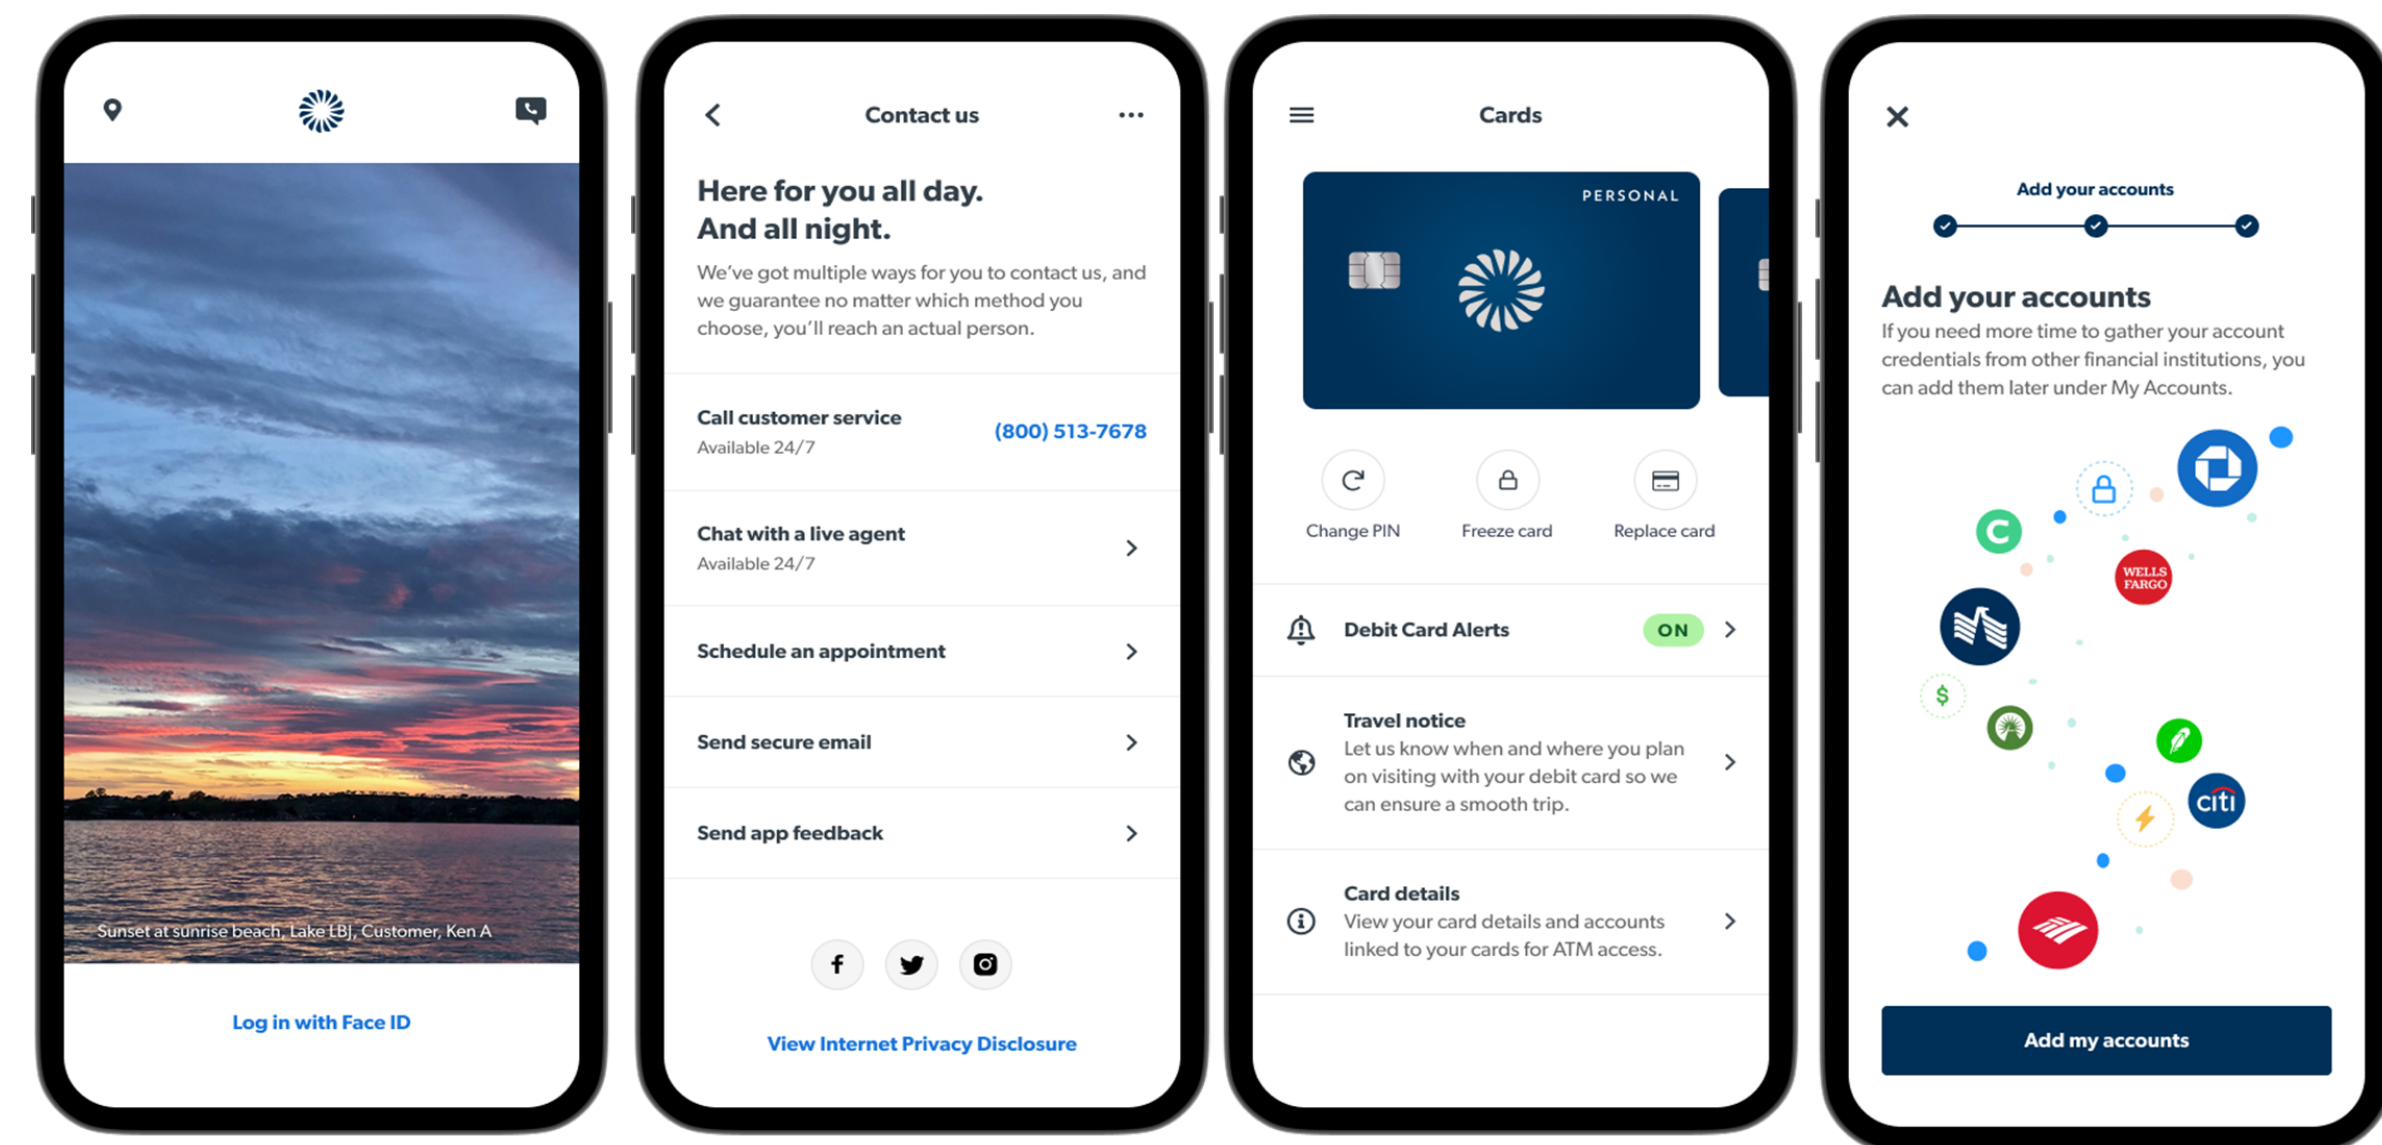 Sunset at sunrise beach, Lake LBJ, Customer, Ken A
Log in with Face ID
Contact us
Here for you all day.
And all night.
We've got multiple ways for you to contact us, and
we guarantee no matter which method you
choose, you'll reach an actual person.
Call customer service
Available 24/7
(800) 513-7678
Chat with a live agent
Available 24/7
Schedule an appointment
Send secure email
Send app feedback
View Internet Privacy Disclosure
Cards
PERSONAL
Change PIN
Freeze card
Replace card
Debit Card Alerts
ON
Travel notice
Let us know when and where you plan
on visiting with your debit card so we
can ensure a smooth trip.
Card details
View your card details and accounts
linked to your cards for ATM access.
Add your accounts
Add your accounts
If you need more time to gather your account
credentials from other financial institutions, you
can add them later under My Accounts.
C
WELLS
FARGO
$
citi
Add my accounts